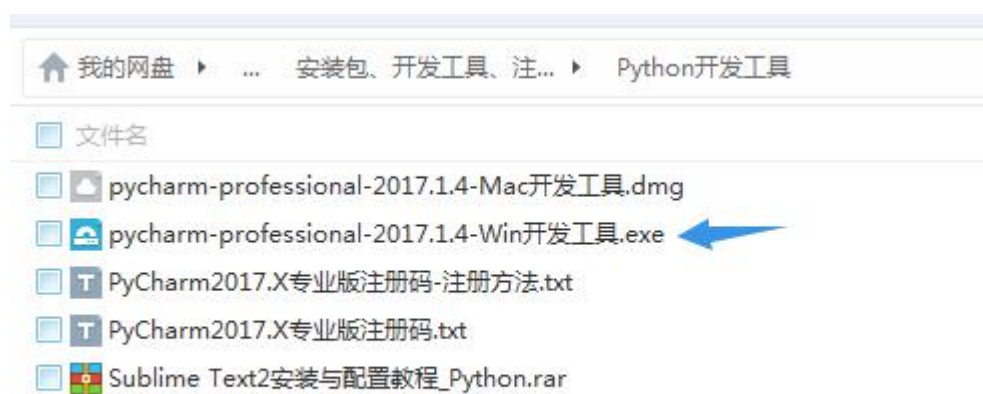 我的网盘 ... 安装包、开发工具、注... Python开发工具
文件名
pycharm-professional-2017.1.4-Mac开发工具.dmg
pycharm-professional-2017.1.4-Win开发工具.exe
T PyCharm2017.X专业版注册码-注册方法.txt
T PyCharm2017.X专业版注册码.txt
Sublime Text2安装与配置教程_Python.rar